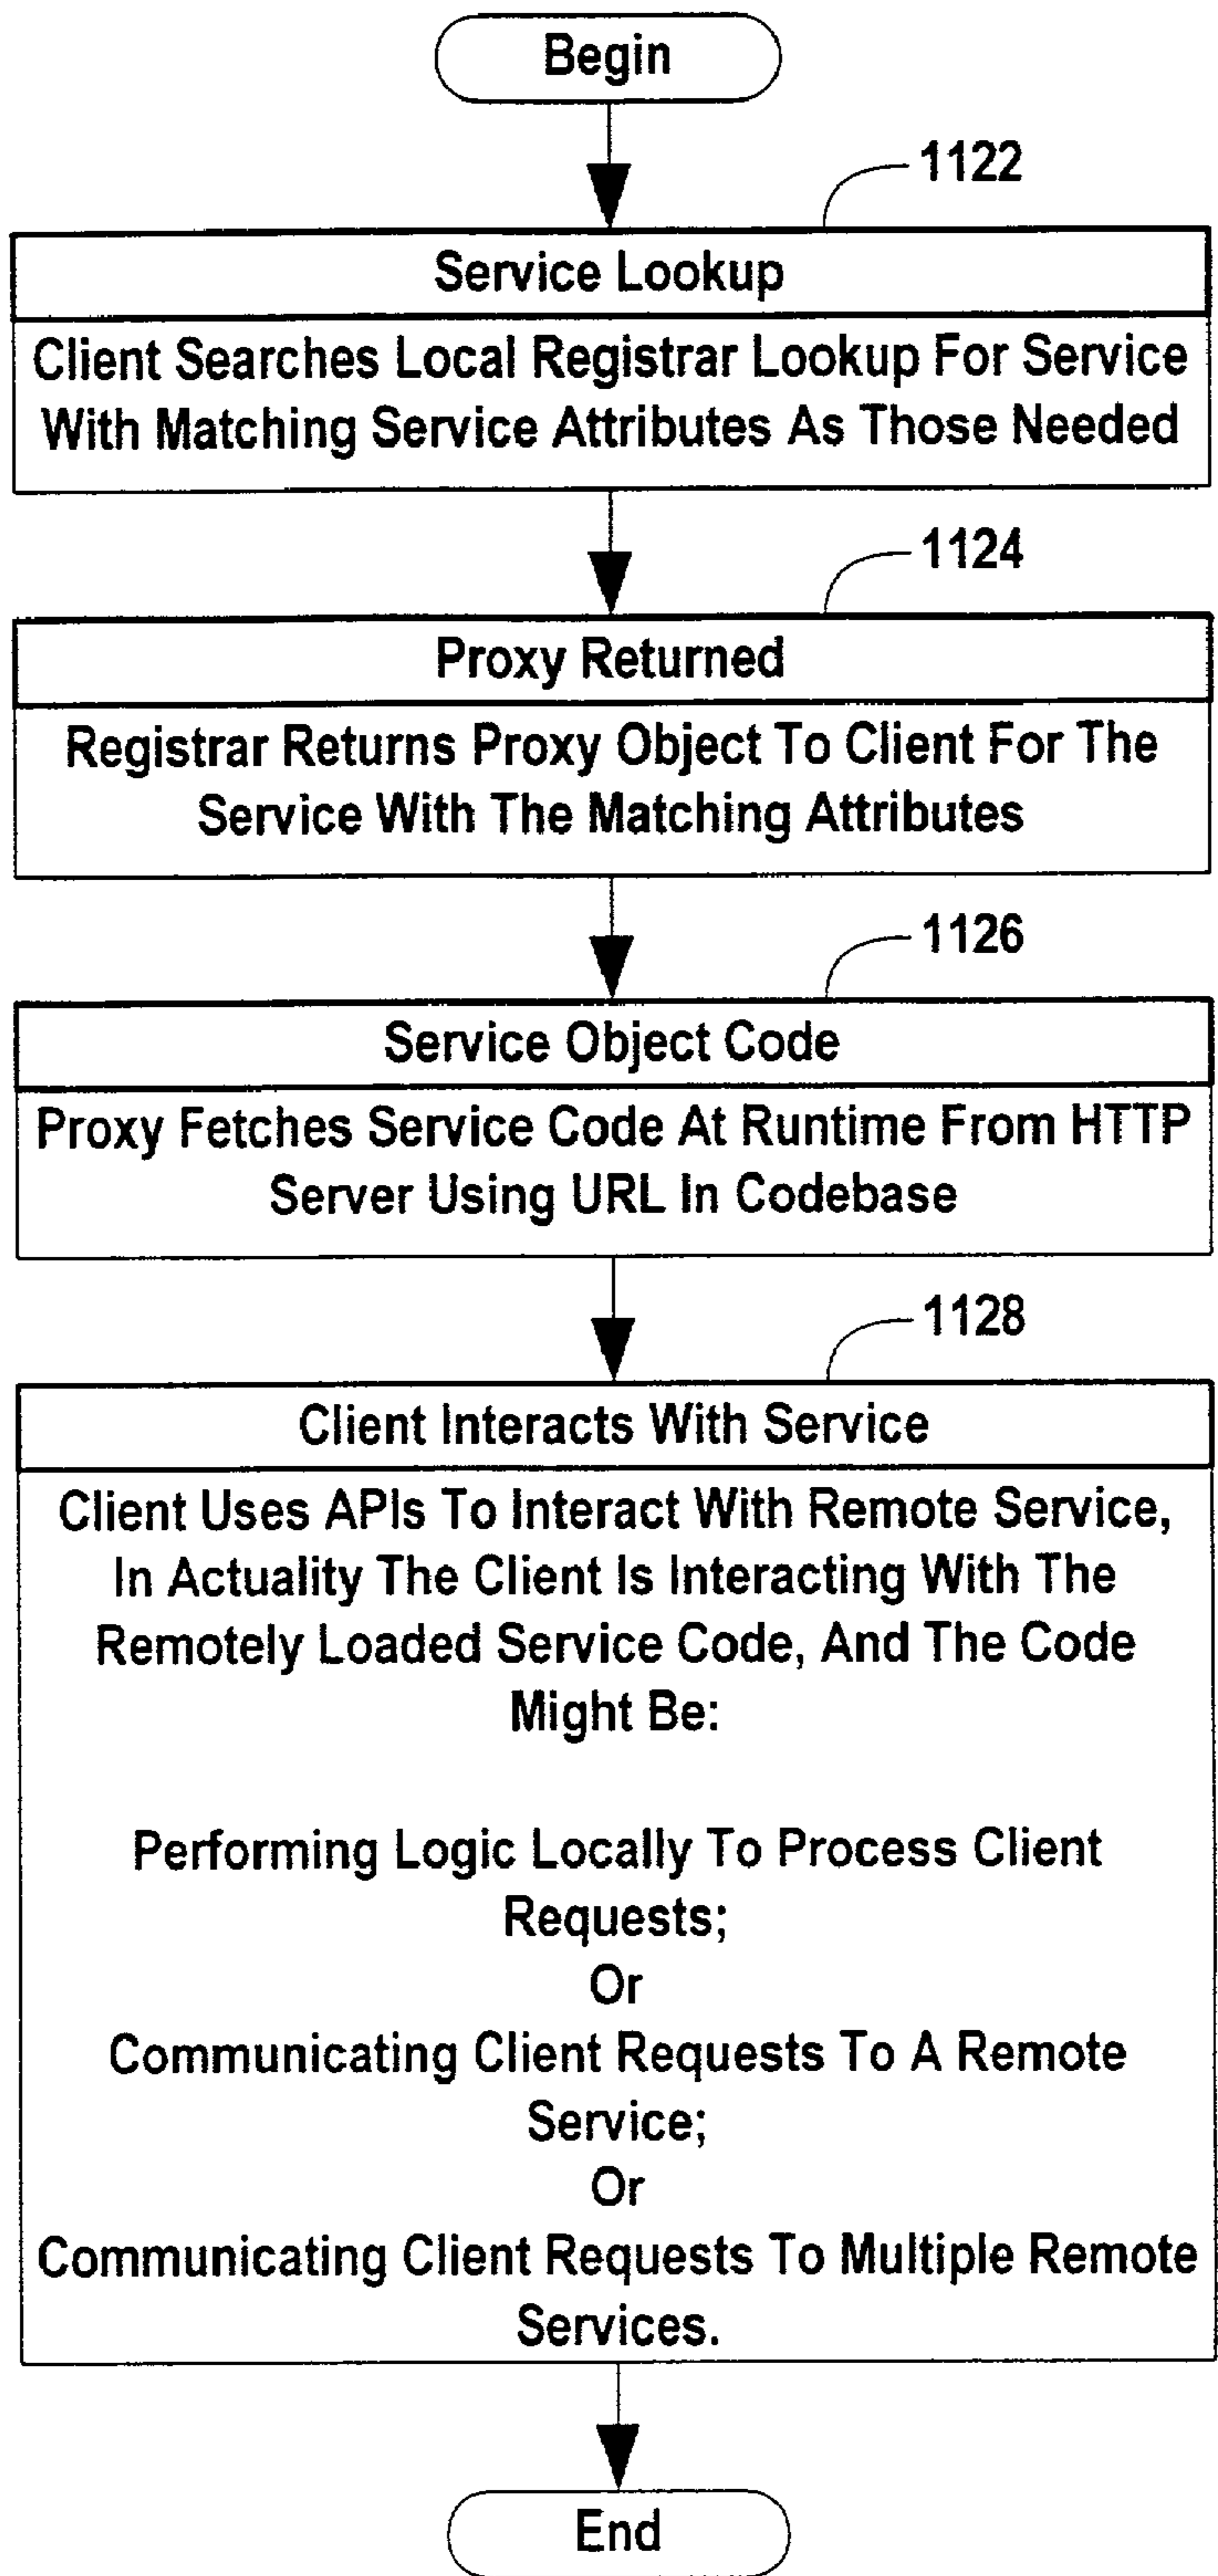 Begin
1122
Service Lookup
Client Searches Local Registrar Lookup For Service
With Matching Service Attributes As Those Needed
1124
Proxy Returned
Registrar Returns Proxy Object To Client For The
Service With The Matching Attributes
1126
Service Object Code
Proxy Fetches Service Code At Runtime From HTTP
Server Using URL In Codebase
1128
Client Interacts With Service
Client Uses APIs To Interact With Remote Service,
In Actuality The Client Is Interacting With The
Remotely Loaded Service Code, And The Code
Might Be:
Performing Logic Locally To Process Client
Requests;
Or
Communicating Client Requests To A Remote
Service;
Or
Communicating Client Requests To Multiple Remote
Services.
End